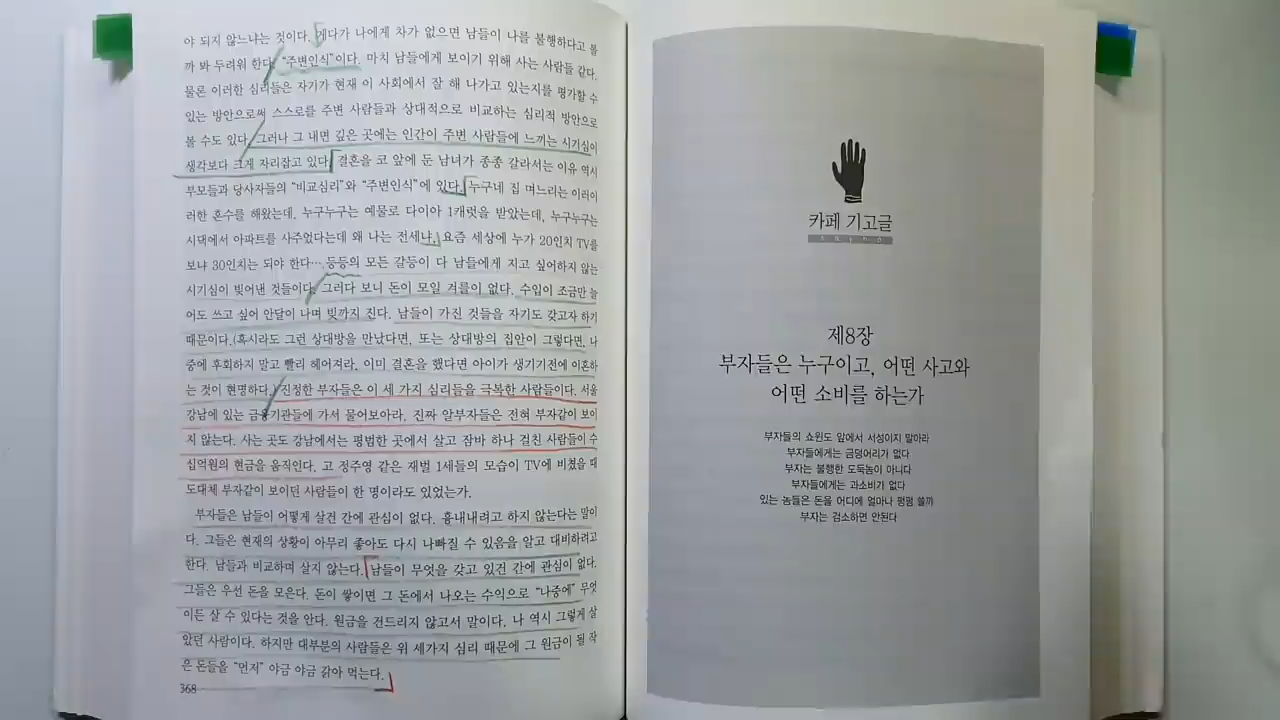 야 되지 않느냐는 것이다. 게다가 나에게 차가 없으면 남들이 나를 불행하다고 볼
까 봐 두려워 한다. “주변인식”이다. 마치 남들에게 보이기 위해 사는 사람들 같다.
물론 이러한 심리들은 자기가 현재 이 사회에서 잘 해 나가고 있는지를 평가할 수
있는 방안으로써 스스로를 주변 사람들과 상대적으로 비교하는 심리적 방안으로
볼 수도 있다. 그러나 그 내면 깊은 곳에는 인간이 주변 사람들에 느끼는 시기심이
생각보다 크게 자리잡고 있다. 결혼을 코 앞에 둔 남녀가 종종 갈라서는 이유 역시
부모들과 당사자들의 “비교심리”와 “주변인식”에 있다. 누구네 집 며느리는 이러이
러한 혼수를 해왔는데, 누구누구는 예물로 다이아 1캐럿을 받았는데, 누구누구는
시댁에서 아파트를 사주었다는데 왜 나는 전세냐, 요즘 세상에 누가 20인치 TV를
보냐 30인치는 되야 한다… 등등의 모든 갈등이 다 남들에게 지고 싶어하지 않는
시기심이 빚어낸 것들이다. 그러다 보니 돈이 모일 겨를이 없다. 수입이 조금만 늘
어도 쓰고 싶어 안달이 나며 빚까지 진다. 남들이 가진 것들을 자기도 갖고자 하기
때문이다.(혹시라도 그런 상대방을 만났다면, 또는 상대방의 집안이 그렇다면, 나
중에 후회하지 말고 빨리 헤어져라. 이미 결혼을 했다면 아이가 생기기전에 이혼하
는 것이 현명하다.) 진정한 부자들은 이 세 가지 심리들을 극복한 사람들이다. 서울
강남에 있는 금융기관들에 가서 물어보아라. 진짜 알부자들은 전혀 부자같이 보이
지 않는다. 사는 곳도 강남에서는 평범한 곳에서 살고 잠바 하나 걸친 사람들이 수
십억원의 현금을 움직인다. 고 정주영 같은 재벌 1세들의 모습이 TV에 비쳤을 때
도대체 부자같이 보이던 사람들이 한 명이라도 있었는가.
부자들은 남들이 어떻게 살건 간에 관심이 없다. 흉내내려고 하지 않는다는 말이
다. 그들은 현재의 상황이 아무리 좋아도 다시 나빠질 수 있음을 알고 대비하려고
한다. 남들과 비교하며 살지 않는다. 남들이 무엇을 갖고 있건 간에 관심이 없다.
그들은 우선 돈을 모은다. 돈이 쌓이면 그 돈에서 나오는 수익으로 “나중에” 무엇
이든 살 수 있다는 것을 안다. 원금을 건드리지 않고서 말이다. 나 역시 그렇게 살
았던 사람이다. 하지만 대부분의 사람들은 위 세가지 심리 때문에 그 원금이 될 작
은 돈들을 “먼저” 야금 야금 갉아 먹는다.
368
카페 기고글
제8장
부자들은 누구이고, 어떤 사고와
어떤 소비를 하는가
부자들의 쇼윈도 앞에서 서성이지 말아라
부자들에게는 금덩어리가 없다
부자는 불행한 도둑놈이 아니다
부자들에게는 과소비가 없다
있는 놈들은 돈을 어디에 얼마나 펑펑 쓸까
부자는 검소하면 안된다